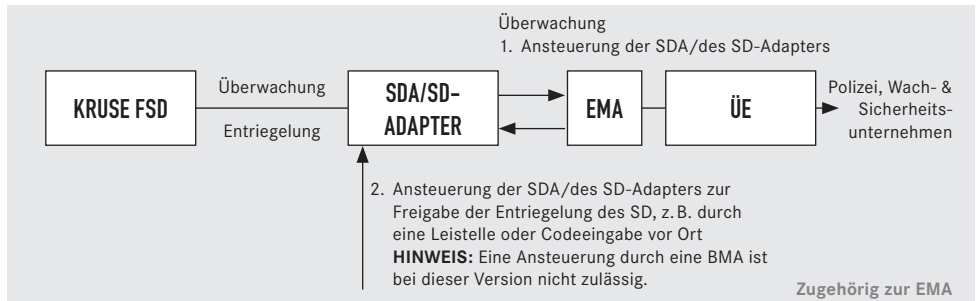 Überwachung
1. Ansteuerung der SDA/des SD-Adapters
KRUSE FSD
Überwachung
Entriegelung
SDA/SD-
ADAPTER
EMA
ÜE
Polizei, Wach- &
Sicherheits-
unternehmen
2. Ansteuerung der SDA/des SD-Adapters zur
Freigabe der Entriegelung des SD, z. B. durch
eine Leistelle oder Codeeingabe vor Ort
HINWEIS: Eine Ansteuerung durch eine BMA ist
bei dieser Version nicht zulässig.
Zugehörig zur EMA